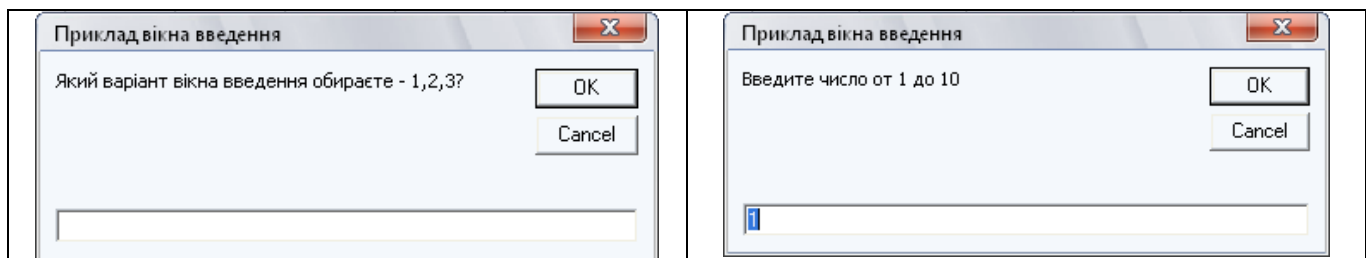 Приклад вікна введення
Який варіант вікна введення обираєте - 1,2,3?
OK
Cancel
Приклад вікна введення
Введите число от 1 до 10
OK
Cancel
1